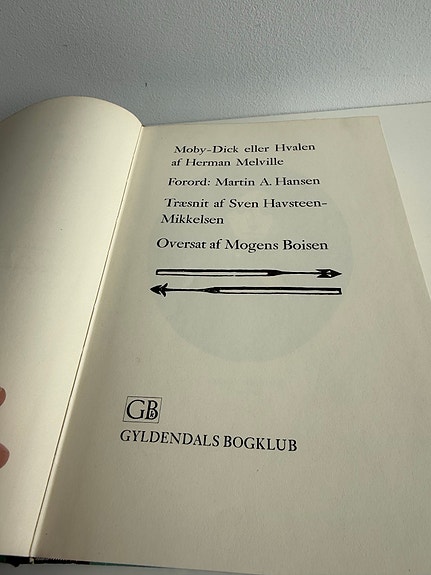 Moby-Dick eller Hvalen
af Herman Melville
Forord: Martin A. Hansen
Træsnit af Sven Havsteen-
Mikkelsen
Oversat af Mogens Boisen
GB
GYLDENDALS BOGKLUB